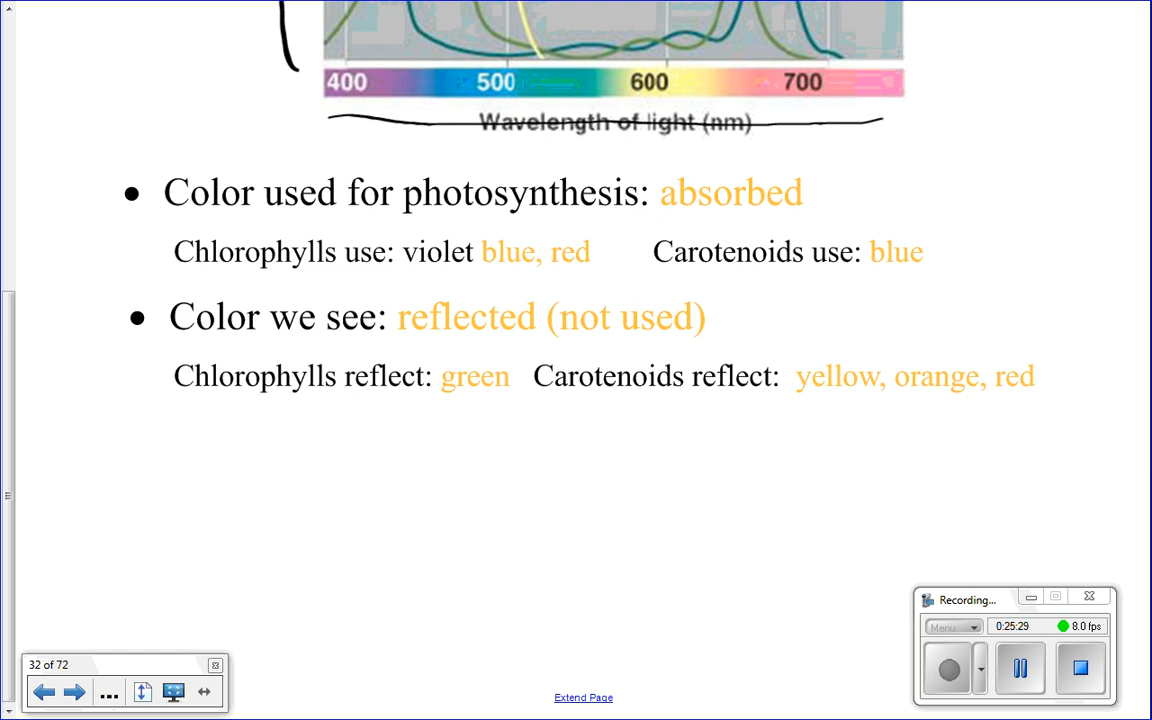 400 500 600 700
Wavelength of light (nm)
• Color used for photosynthesis: absorbed
Chlorophylls use: violet blue, red Carotenoids use: blue
• Color we see: reflected (not used)
Chlorophylls reflect: green Carotenoids reflect: yellow, orange, red
Recording...
Menu 0:25:29 8.0 fps
32 of 72
Extend Page